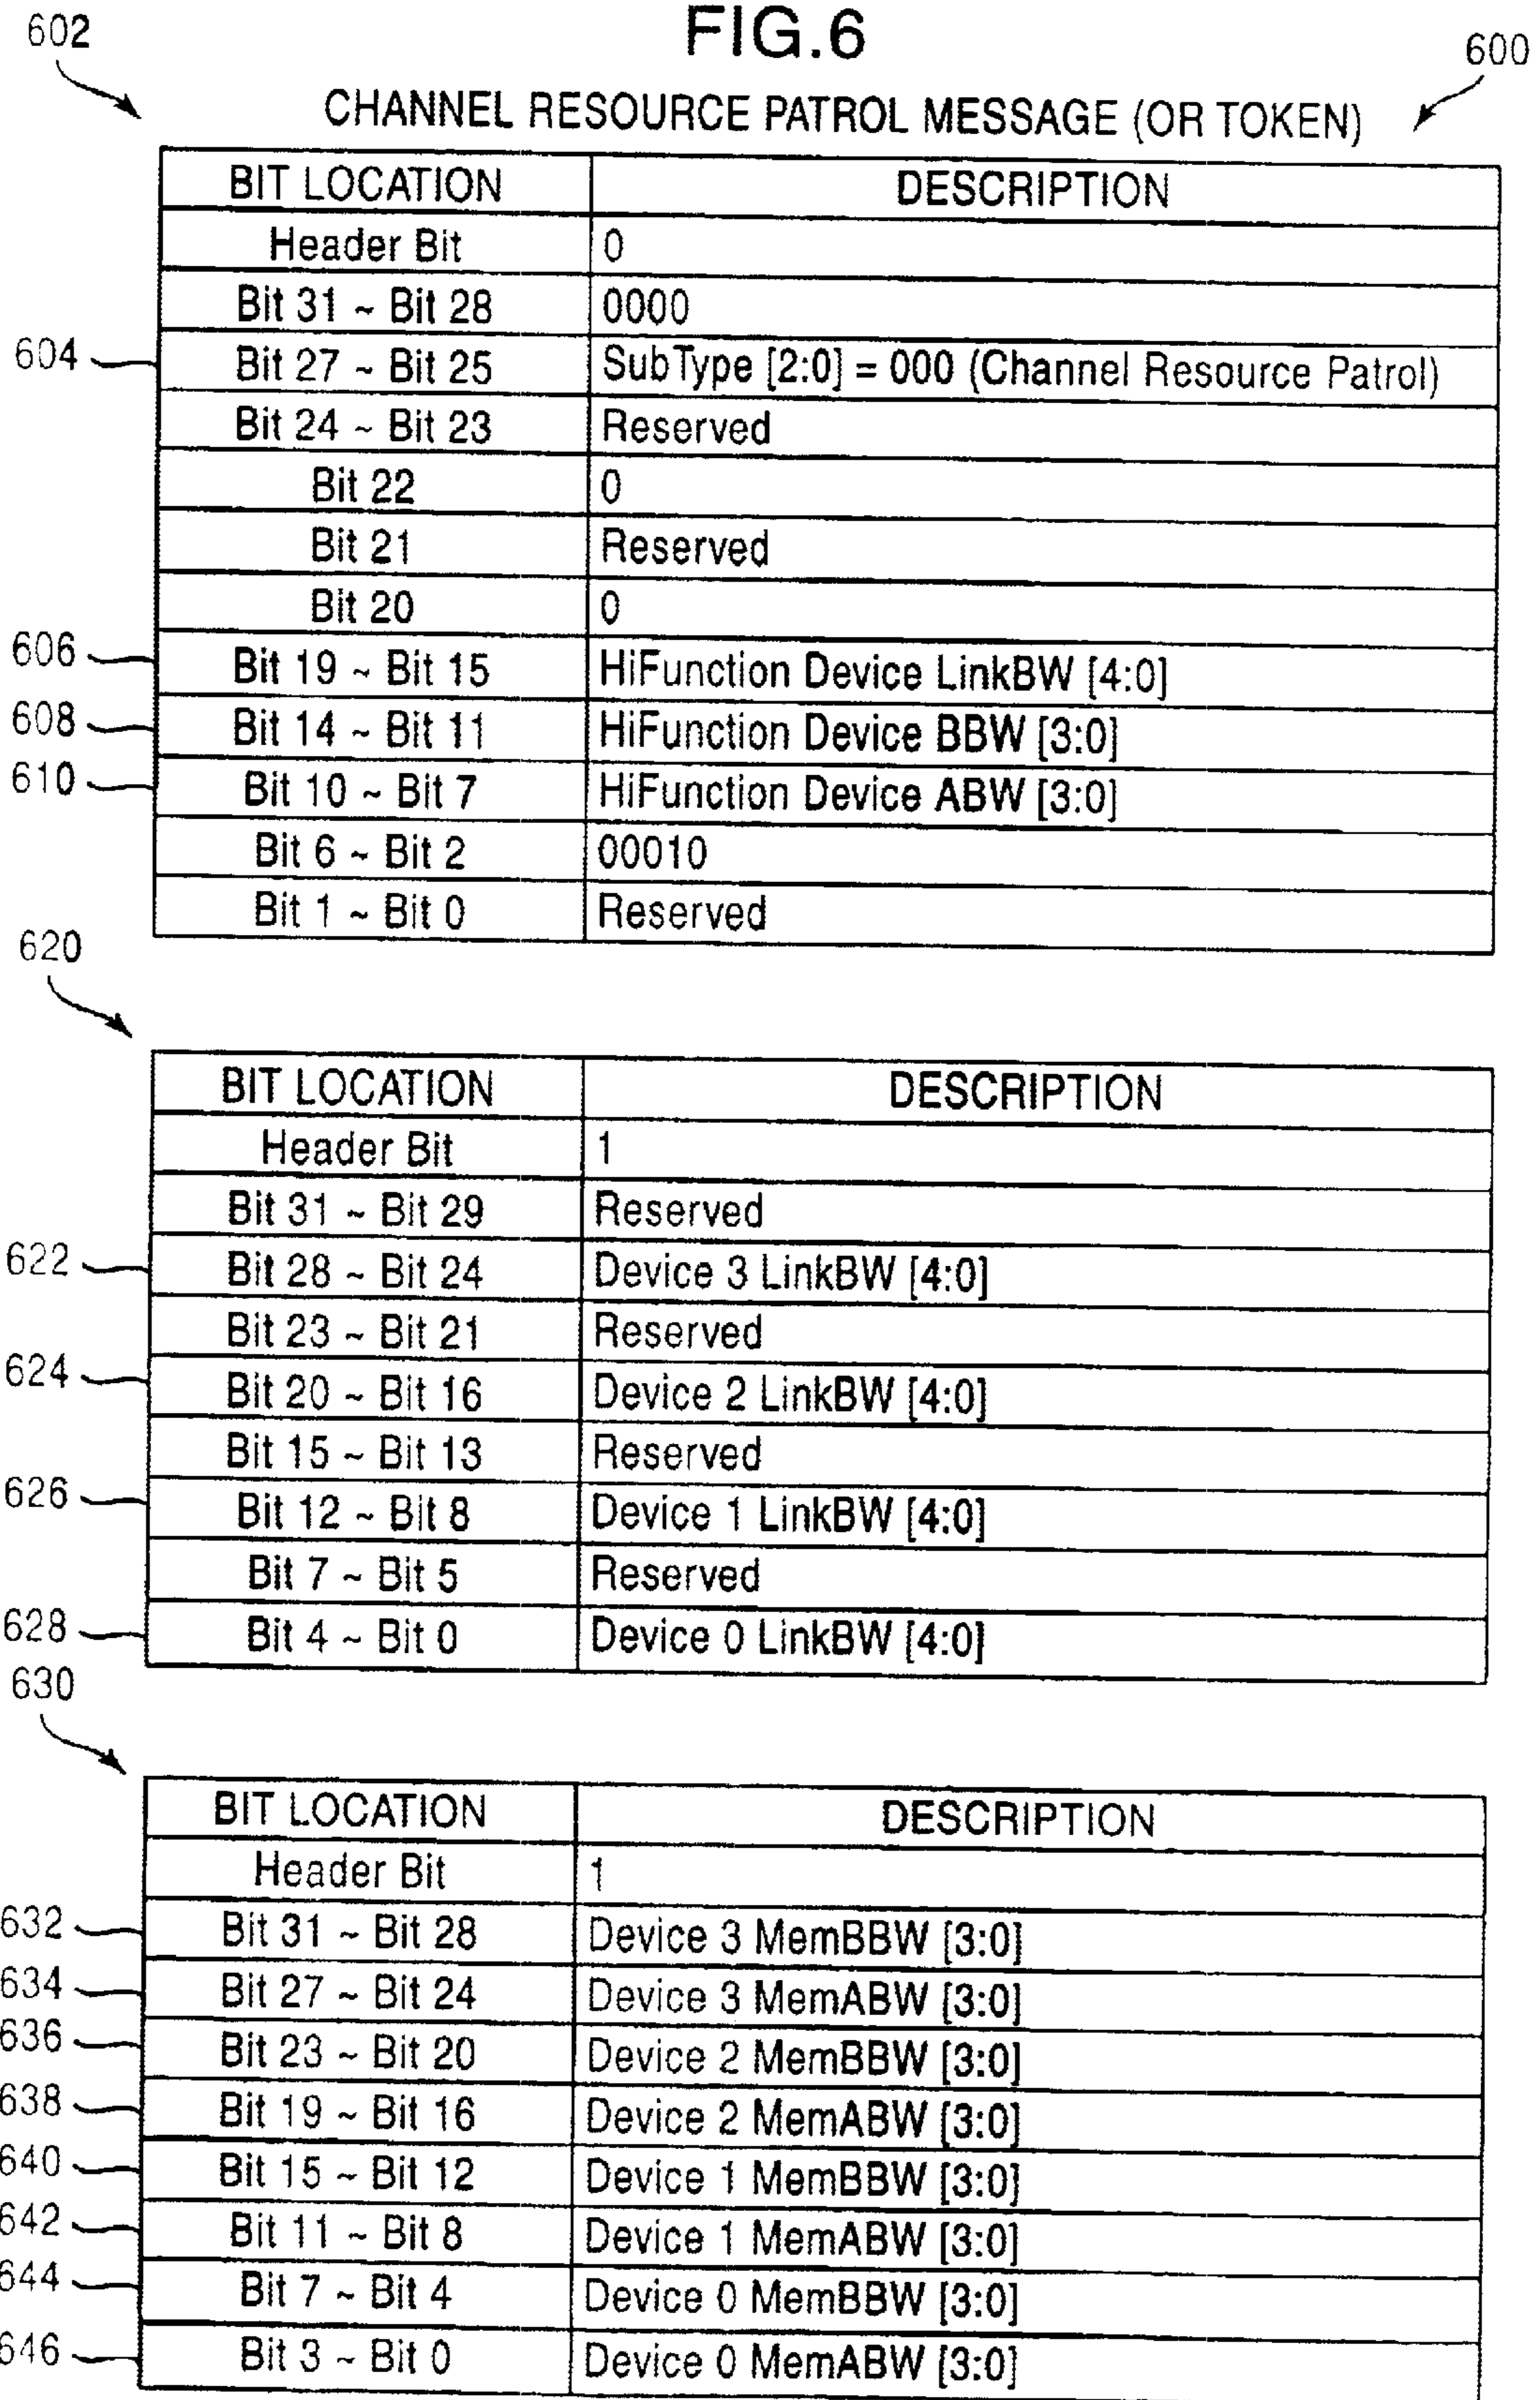 FIG.6
602
600
CHANNEL RESOURCE PATROL MESSAGE (OR TOKEN)
BIT LOCATION DESCRIPTION
Header Bit 0
Bit 31 ~ Bit 28 0000
604 Bit 27 ~ Bit 25 SubType [2:0] = 000 (Channel Resource Patrol)
Bit 24 ~ Bit 23 Reserved
Bit 22 0
Bit 21 Reserved
Bit 20 0
606 Bit 19 ~ Bit 15 HiFunction Device LinkBW [4:0]
608 Bit 14 ~ Bit 11 HiFunction Device BBW [3:0]
610 Bit 10 ~ Bit 7 HiFunction Device ABW [3:0]
Bit 6 ~ Bit 2 00010
Bit 1 ~ Bit 0 Reserved
620
BIT LOCATION DESCRIPTION
Header Bit 1
Bit 31 ~ Bit 29 Reserved
622 Bit 28 ~ Bit 24 Device 3 LinkBW [4:0]
Bit 23 ~ Bit 21 Reserved
624 Bit 20 ~ Bit 16 Device 2 LinkBW [4:0]
Bit 15 ~ Bit 13 Reserved
626 Bit 12 ~ Bit 8 Device 1 LinkBW [4:0]
Bit 7 ~ Bit 5 Reserved
628 Bit 4 ~ Bit 0 Device 0 LinkBW [4:0]
630
BIT LOCATION DESCRIPTION
Header Bit 1
632 Bit 31 ~ Bit 28 Device 3 MemBBW [3:0]
634 Bit 27 ~ Bit 24 Device 3 MemABW [3:0]
636 Bit 23 ~ Bit 20 Device 2 MemBBW [3:0]
638 Bit 19 ~ Bit 16 Device 2 MemABW [3:0]
640 Bit 15 ~ Bit 12 Device 1 MemBBW [3:0]
642 Bit 11 ~ Bit 8 Device 1 MemABW [3:0]
644 Bit 7 ~ Bit 4 Device 0 MemBBW [3:0]
646 Bit 3 ~ Bit 0 Device 0 MemABW [3:0]